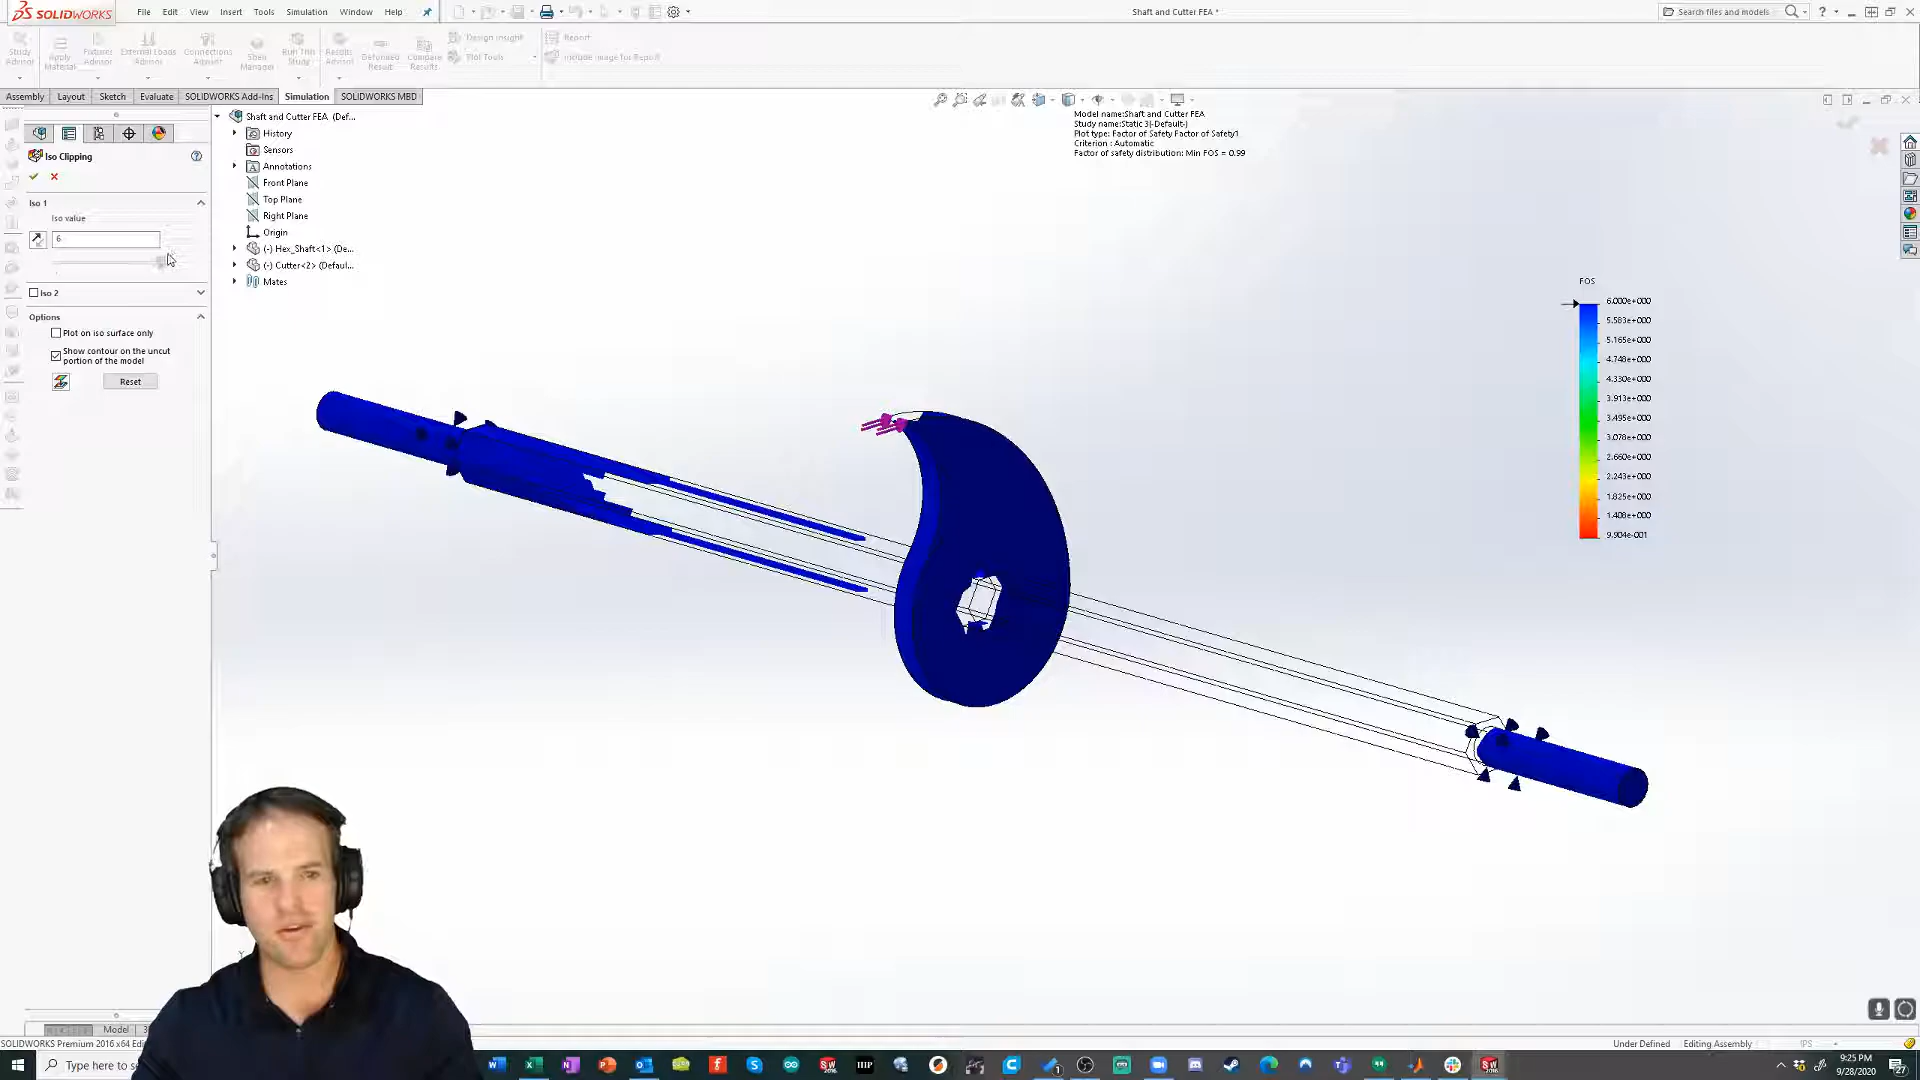 SOLIDWORKS
File Edit View Insert Tools Simulation Window Help
Shaft and Cutter FEA *
Search files and models
Study Advisor
Apply Material
Fixtures Advisor
External Loads Advisor
Connections Advisor
Shell Manager
Run This Study
Results Advisor
Deformed Result
Compare Results
Design Insight
Plot Tools
Report
Include Image for Report
Assembly Layout Sketch Evaluate SOLIDWORKS Add-Ins Simulation SOLIDWORKS MBD
Iso Clipping
Iso 1
Iso value
6
Iso 2
Options
Plot on iso surface only
Show contour on the uncut
portion of the model
Reset
Shaft and Cutter FEA (Def...
History
Sensors
Annotations
Front Plane
Top Plane
Right Plane
Origin
(-) Hex_Shaft<1> (De...
(-) Cutter<2> (Defaul...
Mates
Model name:Shaft and Cutter FEA
Study name:Static 3(-Default-)
Plot type: Factor of Safety Factor of Safety1
Criterion : Automatic
Factor of safety distribution: Min FOS = 0.99
FOS
6.000e+000
5.583e+000
5.165e+000
4.748e+000
4.330e+000
3.913e+000
3.495e+000
3.078e+000
2.660e+000
2.243e+000
1.825e+000
1.408e+000
9.904e-001
Model
SOLIDWORKS Premium 2016 x64 Edi
Under Defined
Editing Assembly
IPS
Type here to se
9:25 PM
9/28/2020
27